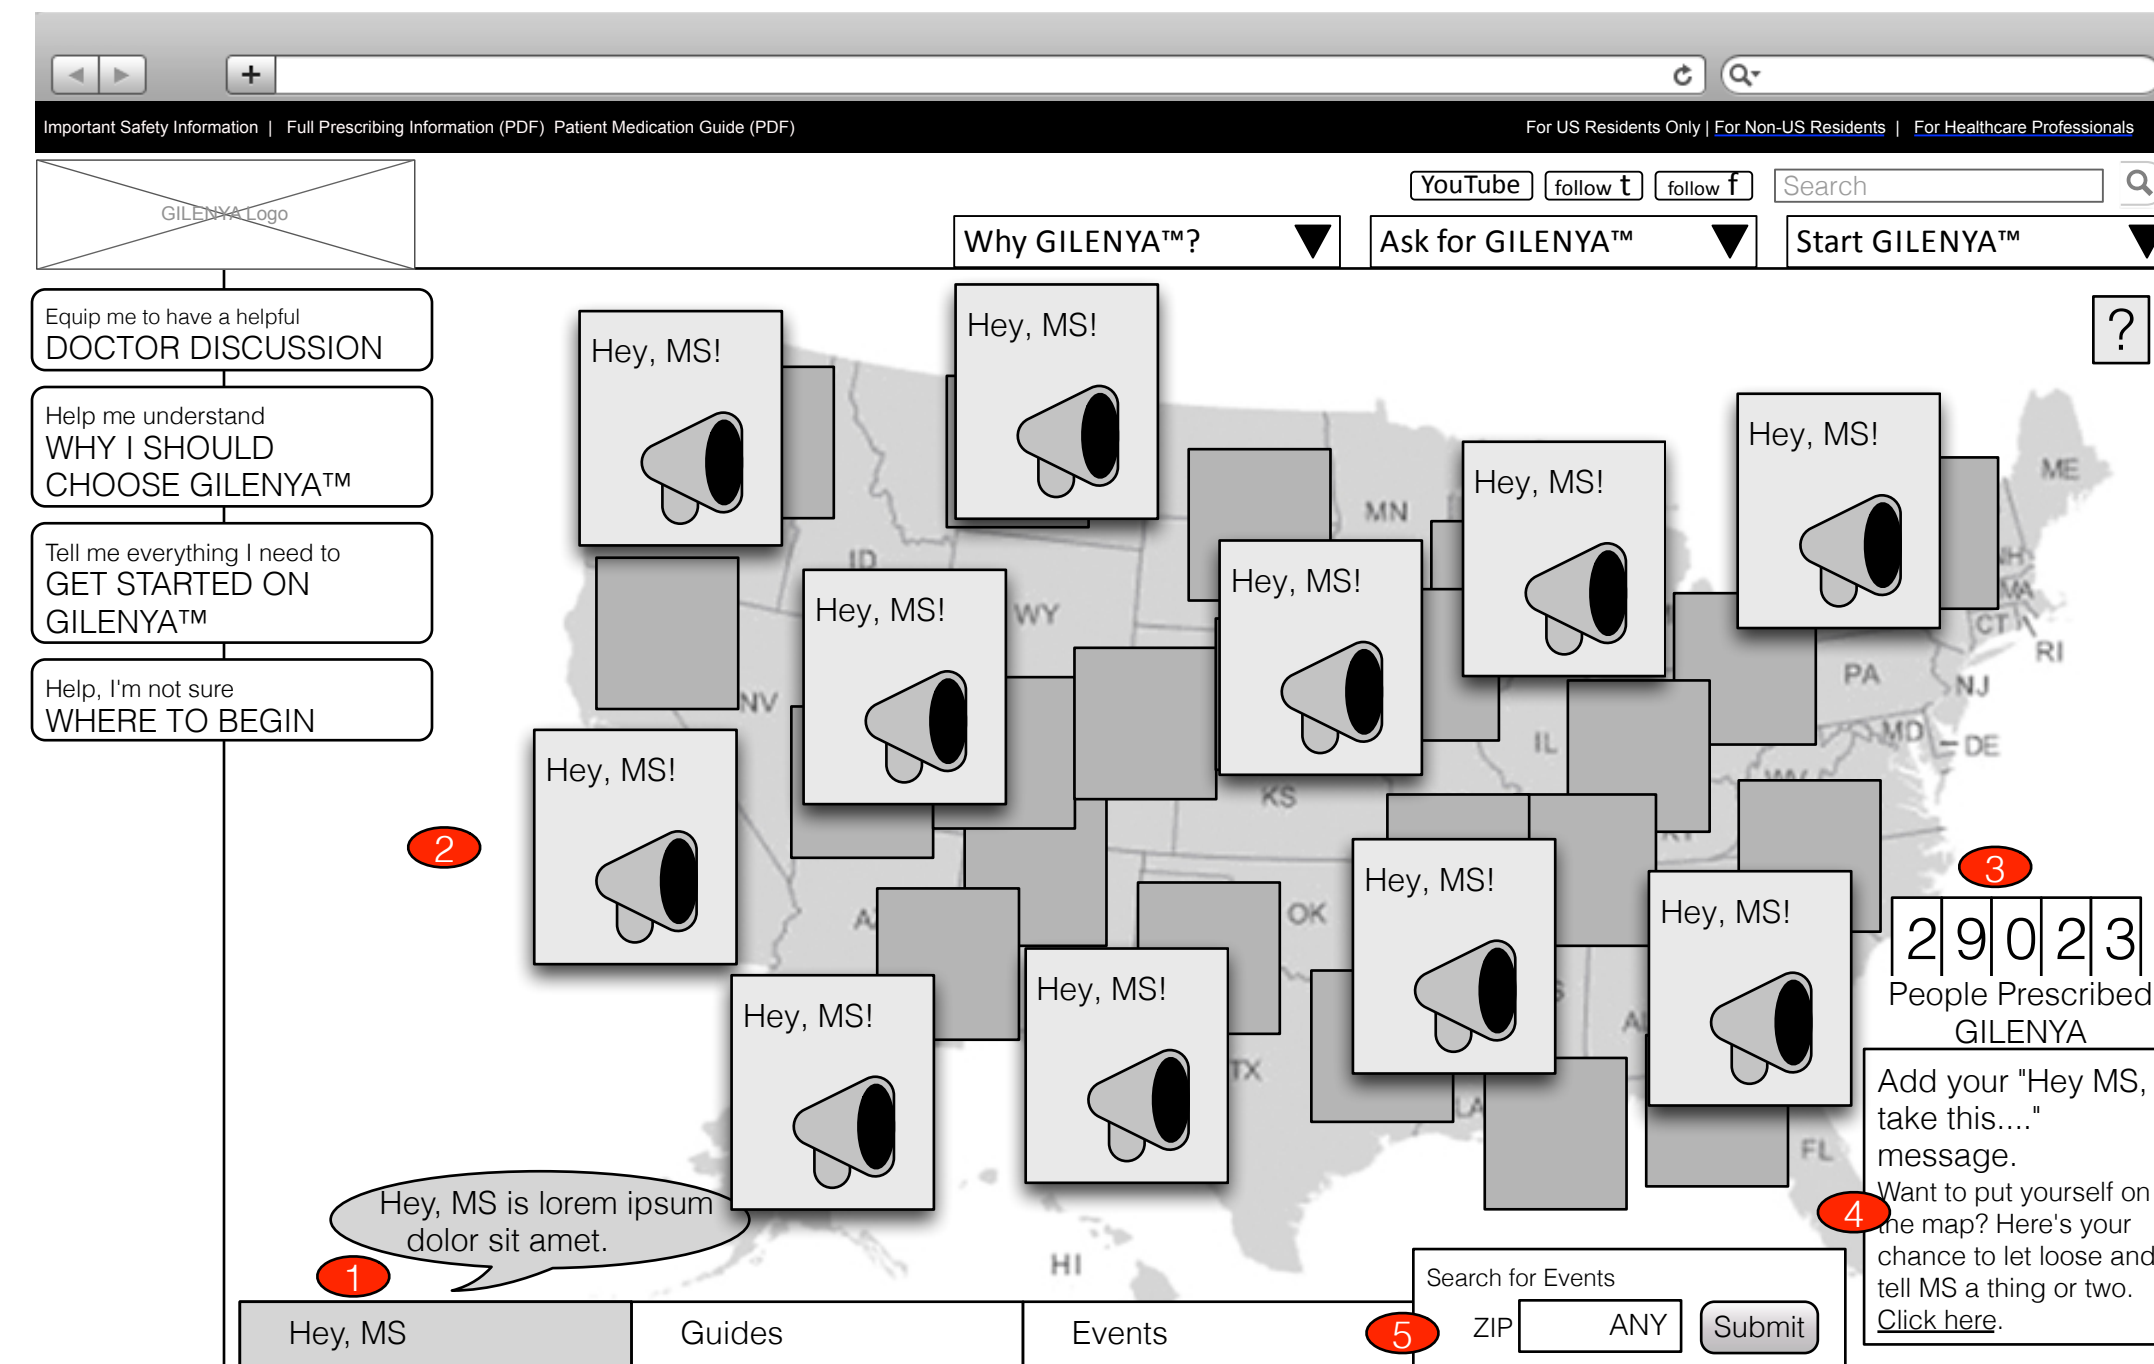 Important Safety Information | Full Prescribing Information (PDF) Patient Medication Guide (PDF)
For US Residents Only | For Non-US Residents | For Healthcare Professionals
GILENYA Logo
YouTube
follow t
follow f
Search
Why GILENYA™?
Ask for GILENYA™
Start GILENYA™
Equip me to have a helpful
DOCTOR DISCUSSION
Help me understand
WHY I SHOULD
CHOOSE GILENYA™
Tell me everything I need to
GET STARTED ON
GILENYA™
Help, I'm not sure
WHERE TO BEGIN
?
Hey, MS!
Hey, MS!
Hey, MS!
Hey, MS!
Hey, MS!
Hey, MS!
Hey, MS!
Hey, MS!
Hey, MS!
Hey, MS!
Hey, MS!
ME
MN
ID
WY
MA
CT
RI
PA
NJ
NV
MD
DE
IL
WV
KS
KY
OK
TX
LA
FL
HI
2
3
29023
People Prescribed
GILENYA
Add your "Hey MS,
take this...."
message.
4
Want to put yourself on
the map? Here's your
chance to let loose and
tell MS a thing or two.
Click here.
Hey, MS is lorem ipsum
dolor sit amet.
1
Hey, MS
Guides
Events
5
Search for Events
ZIP
ANY
Submit